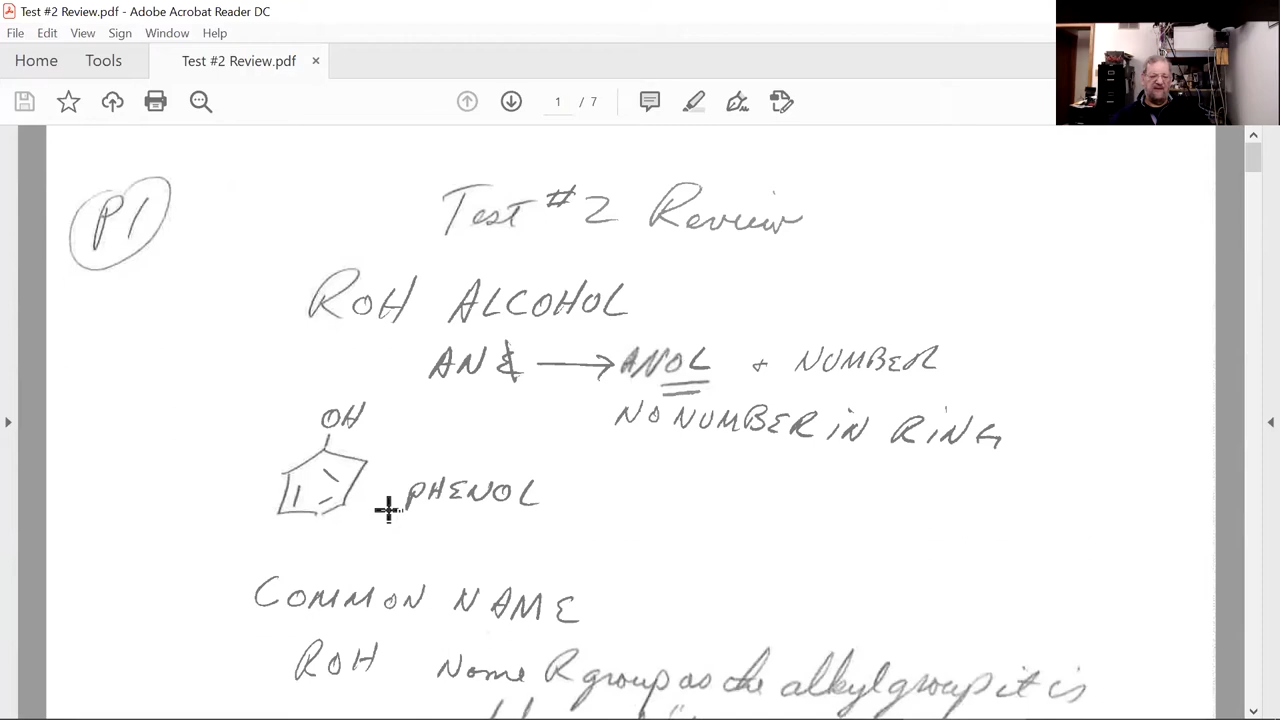 Test #2 Review.pdf - Adobe Acrobat Reader DC
File Edit View Sign Window Help
Home Tools Test #2 Review.pdf ×
1 / 7
P1
Test #2 Review
ROH ALCOHOL
ANE → ANOL + NUMBER
NO NUMBER IN RING
OH
PHENOL
COMMON NAME
ROH Name R group as the alkyl group it is